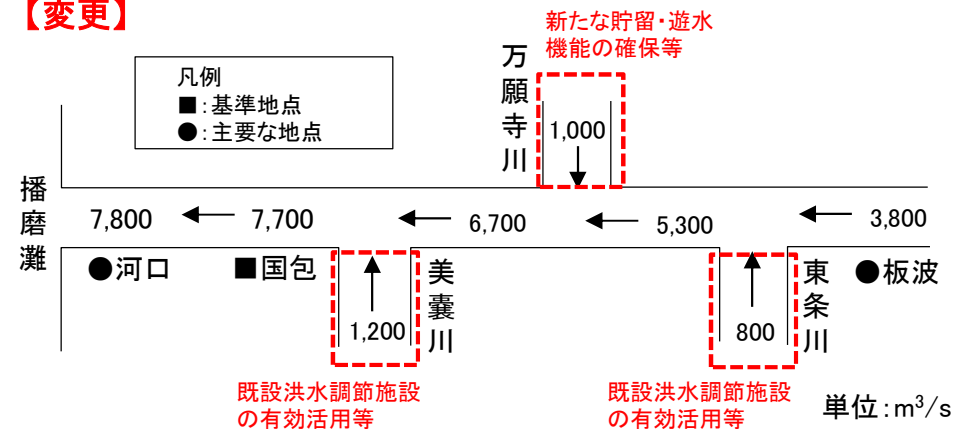 【変更】
新たな貯留・遊水
機能の確保等
凡例
■：基準地点
●：主要な地点
万願寺川
1,000
播磨灘
7,800
7,700
6,700
5,300
3,800
●河口
■国包
美嚢川
1,200
東条川
800
●板波
既設洪水調節施設
の有効活用等
既設洪水調節施設
の有効活用等
単位：m³/s